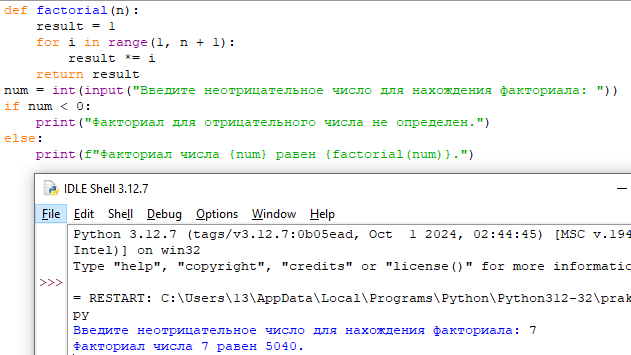 def factorial(n):
    result = 1
    for i in range(1, n + 1):
        result *= i
    return result
num = int(input("Введите неотрицательное число для нахождения факториала: "))
if num < 0:
    print("Факториал для отрицательного числа не определен.")
else:
    print(f"Факториал числа {num} равен {factorial(num)}.")
IDLE Shell 3.12.7
File Edit Shell Debug Options Window Help
Python 3.12.7 (tags/v3.12.7:0b05ead, Oct  1 2024, 02:44:45) [MSC v.194
Intel)] on win32
Type "help", "copyright", "credits" or "license()" for more informatio
>>>
= RESTART: C:\Users\13\AppData\Local\Programs\Python\Python312-32\prak
py
Введите неотрицательное число для нахождения факториала: 7
Факториал числа 7 равен 5040.